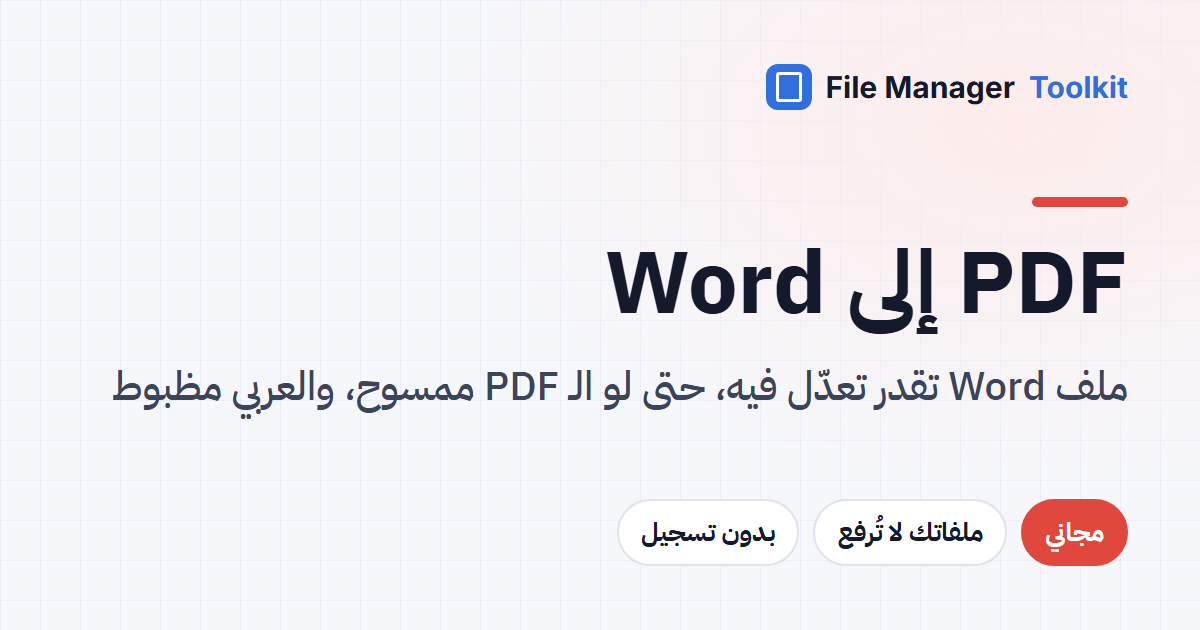 File Manager Toolkit
PDF إلى Word
ملف Word تقدر تعدّل فيه، حتى لو الـ PDF ممسوح، والعربي مظبوط
مجاني
ملفاتك لا تُرفع
بدون تسجيل